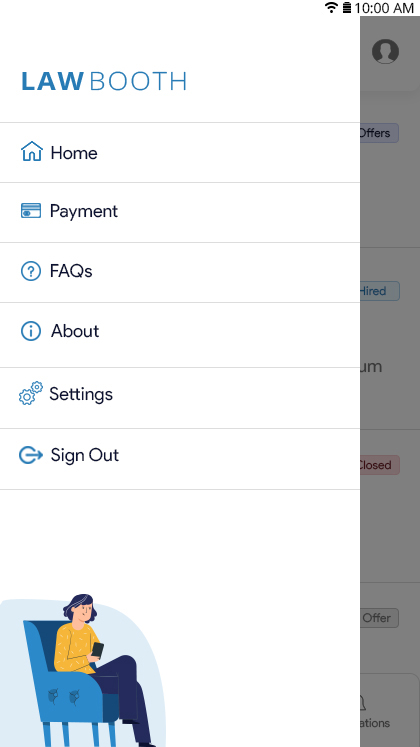 10:00 AM
LAWBOOTH
Offers
Home
Payment
FAQs
Hired
About
um
Settings
Sign Out
Closed
Offer
ations